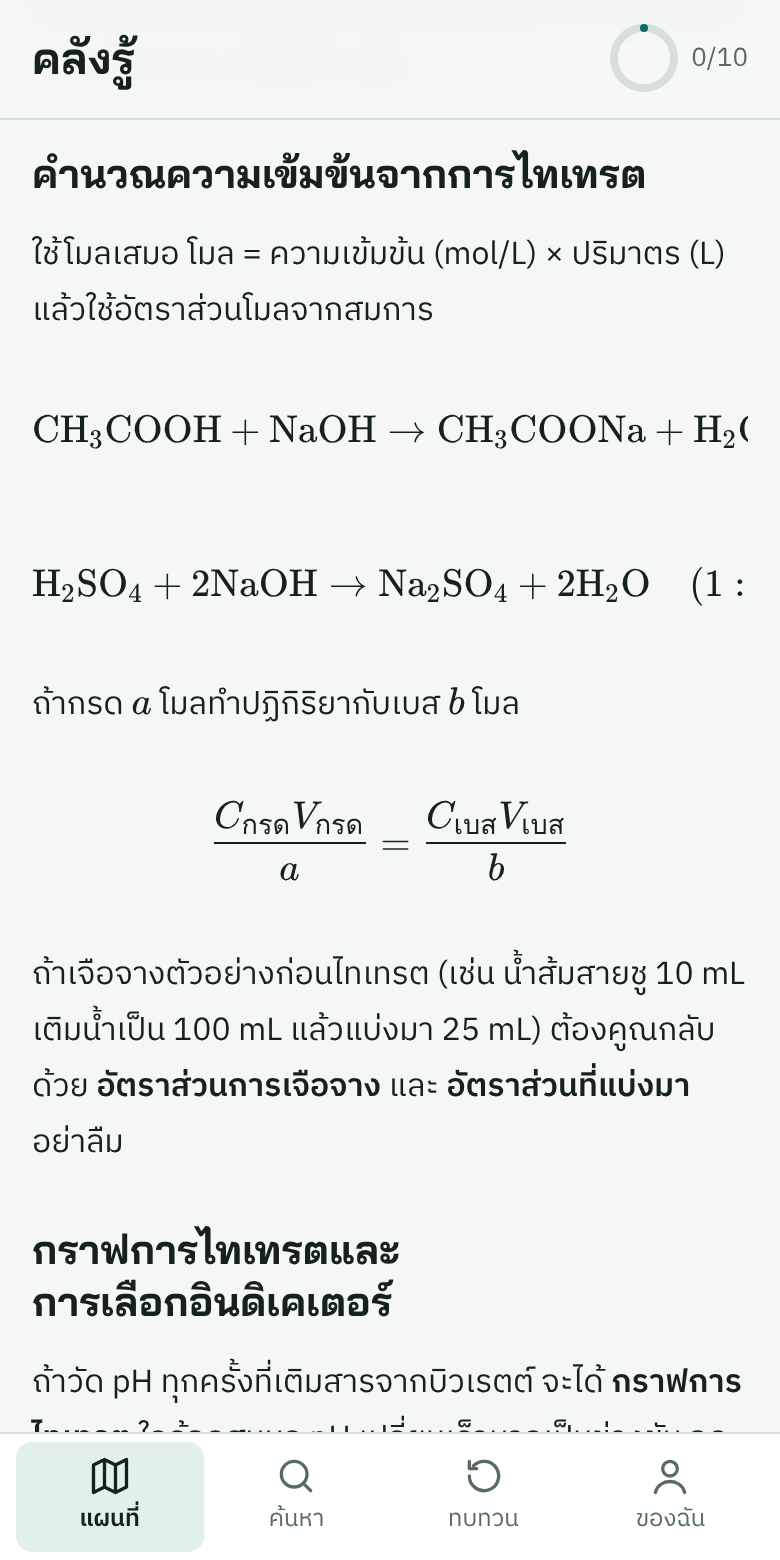 คลังรู้
0/10
คำนวณความเข้มข้นจากการไทเทรต
ใช้โมลเสมอ โมล = ความเข้มข้น (mol/L) × ปริมาตร (L)
แล้วใช้อัตราส่วนโมลจากสมการ
CH₃COOH + NaOH → CH₃COONa + H₂
H₂SO₄ + 2NaOH → Na₂SO₄ + 2H₂O (1 :
ถ้ากรด a โมลทำปฏิกิริยากับเบส b โมล
C กรด V กรด / a = C เบส V เบส / b
ถ้าเจือจางตัวอย่างก่อนไทเทรต (เช่น น้ำส้มสายชู 10 mL
เติมน้ำเป็น 100 mL แล้วแบ่งมา 25 mL) ต้องคูณกลับ
ด้วย อัตราส่วนการเจือจาง และ อัตราส่วนที่แบ่งมา
อย่าลืม
กราฟการไทเทรตและ
การเลือกอินดิเคเตอร์
ถ้าวัด pH ทุกครั้งที่เติมสารจากบิวเรตต์ จะได้ กราฟการ
แผนที่
ค้นหา
ทบทวน
ของฉัน